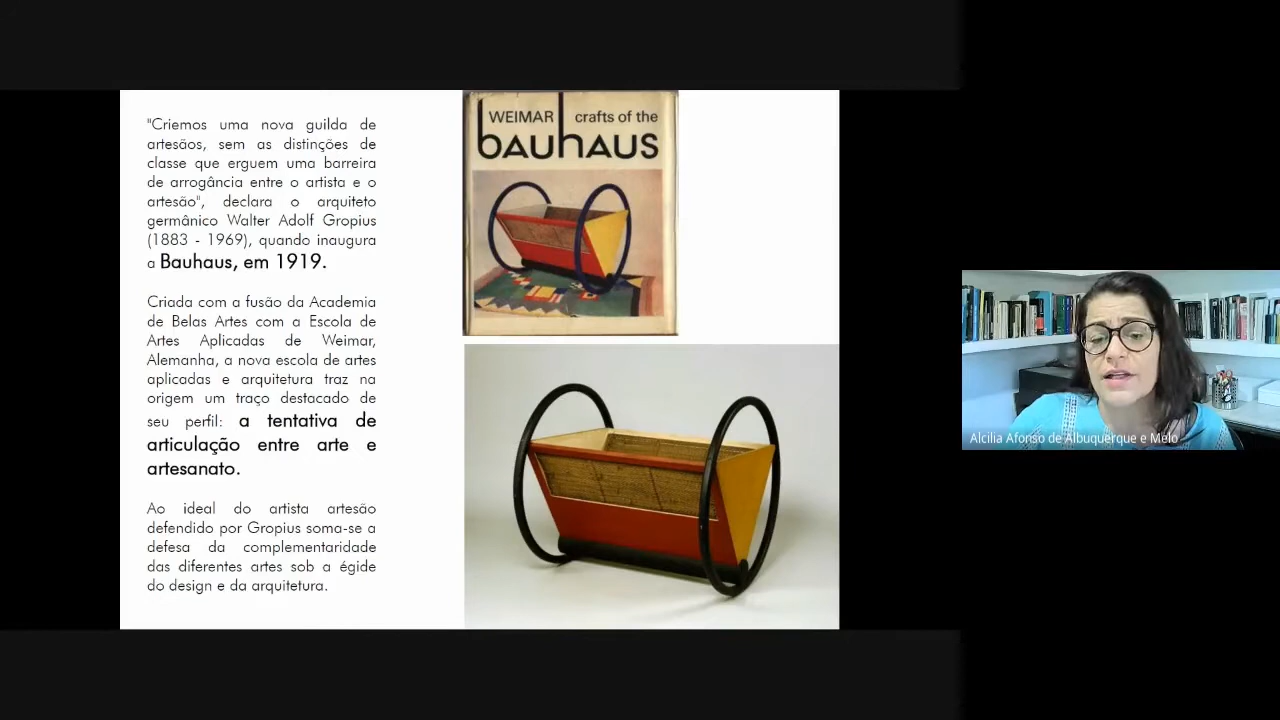 "Criemos uma nova guilda de
artesãos, sem as distinções de
classe que erguem uma barreira
de arrogância entre o artista e o
artesão", declara o arquiteto
germânico Walter Adolf Gropius
(1883 - 1969), quando inaugura
a Bauhaus, em 1919.
Criada com a fusão da Academia
de Belas Artes com a Escola de
Artes Aplicadas de Weimar,
Alemanha, a nova escola de artes
aplicadas e arquitetura traz na
origem um traço destacado de
seu perfil: a tentativa de
articulação entre arte e
artesanato.
Ao ideal do artista artesão
defendido por Gropius soma-se a
defesa da complementaridade
das diferentes artes sob a égide
do design e da arquitetura.
WEIMAR crafts of the
bauhaus
Alcilia Afonso de Albuquerque e Melo